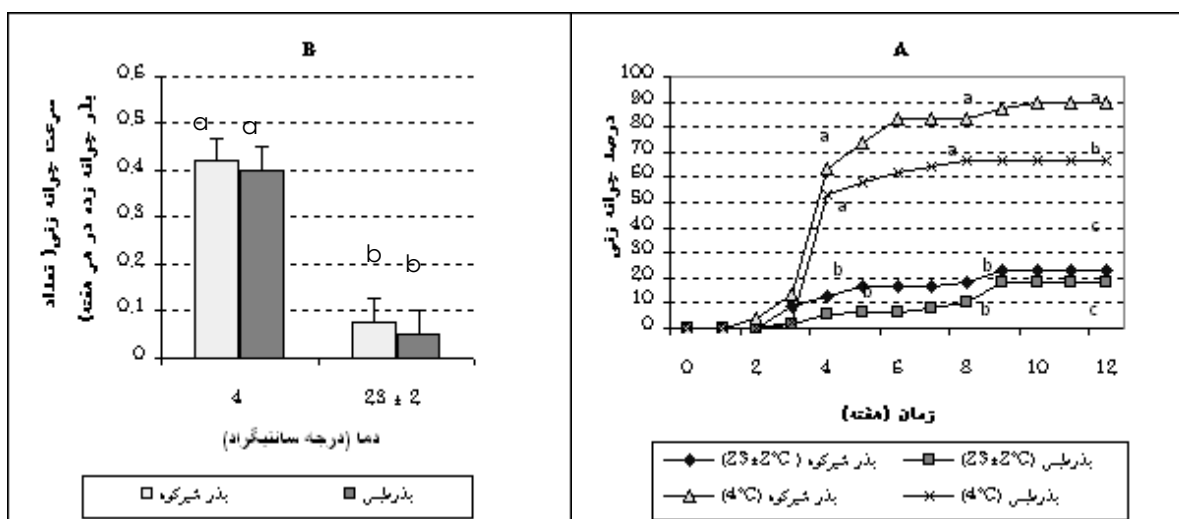 A
درصد جوانه زنی
100
90
80
70
60
50
40
30
20
10
0
a
a
a
a
b
a
c
b
b
b
b
c
0 2 4 6 8 10 12
زمان (هفته)
بذر شیرکوه (23±2°C)
بذرطبسی (23±2°C)
بذر شیرکوه (4°C)
بذرطبسی (4°C)
B
سرعت جوانه زنی( تعداد
بذر جوانه زده در هر هفته)
0,6
0,5
0,4
0,3
0,2
0,1
0
a a
b b
4 23 ± 2
دما (درجه سانتیگراد)
بذر شیرکوه بذرطبسی